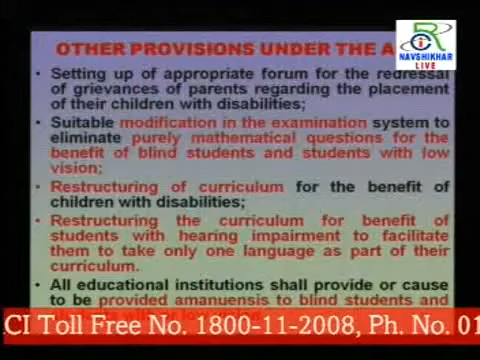 OTHER PROVISIONS UNDER THE A
NAVSHIKHAR
LIVE
• Setting up of appropriate forum for the redressal
of grievances of parents regarding the placement
of their children with disabilities;
• Suitable modification in the examination system to
eliminate purely mathematical questions for the
benefit of blind students and students with low
vision;
• Restructuring of curriculum for the benefit of
children with disabilities;
• Restructuring the curriculum for benefit of
students with hearing impairment to facilitate
them to take only one language as part of their
curriculum.
• All educational institutions shall provide or cause
to be provided amanuensis to blind students and
CI Toll Free No. 1800-11-2008, Ph. No. 01